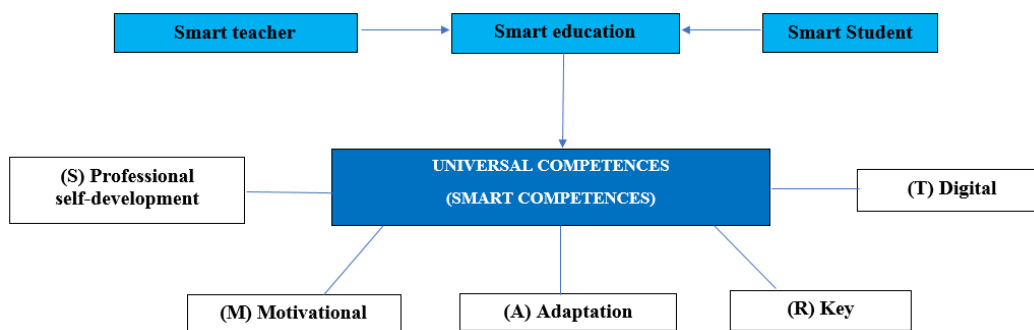 Smart teacher
Smart education
Smart Student
UNIVERSAL COMPETENCES
(SMART COMPETENCES)
(S) Professional
self-development
(T) Digital
(M) Motivational
(A) Adaptation
(R) Key